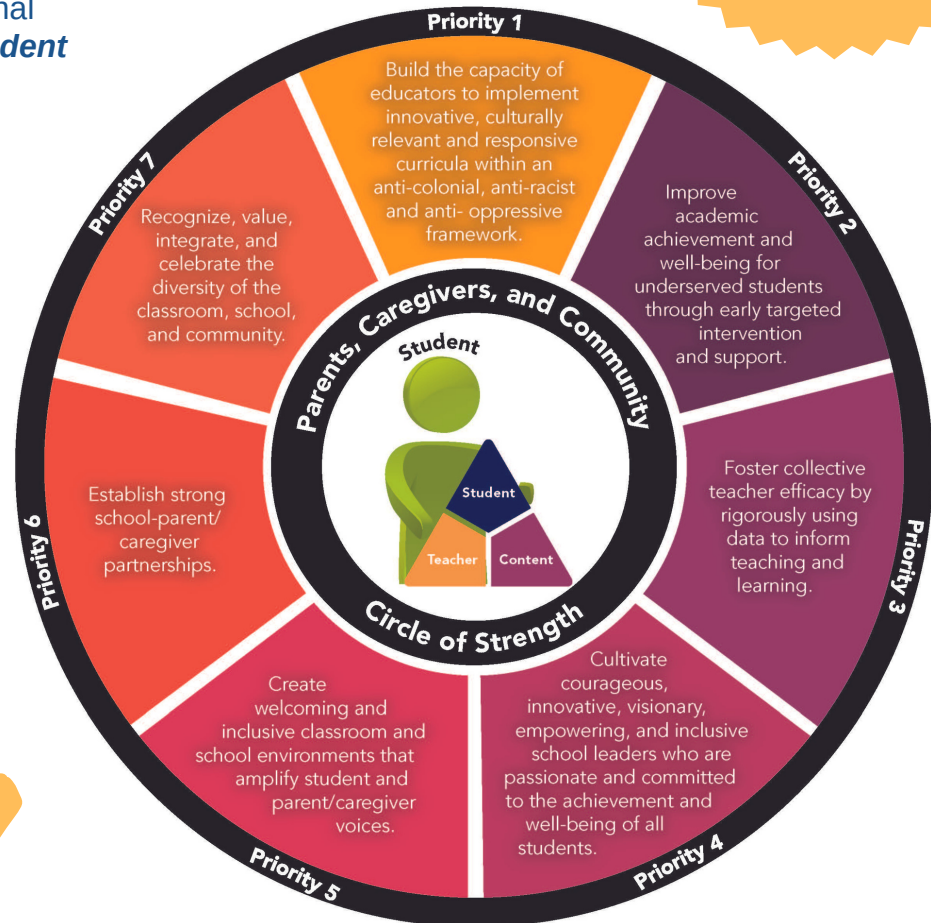 nal
dent
Priority 1
Build the capacity of
educators to implement
innovative, culturally
relevant and responsive
curricula within an
anti-colonial, anti-racist
and anti- oppressive
framework.
Priority 2
Improve
academic
achievement and
well-being for
underserved students
through early targeted
intervention
and support.
Priority 3
Foster collective
teacher efficacy by
rigorously using
data to inform
teaching and
learning.
Priority 4
Cultivate
courageous,
innovative, visionary,
empowering, and inclusive
school leaders who are
passionate and committed
to the achievement and
well-being of all
students.
Priority 5
Create
welcoming and
inclusive classroom and
school environments that
amplify student and
parent/caregiver
voices.
Priority 6
Establish strong
school-parent/
caregiver
partnerships.
Priority 7
Recognize, value,
integrate, and
celebrate the
diversity of the
classroom, school,
and community.
Parents, Caregivers, and Community
Student
Student
Teacher
Content
Circle of Strength